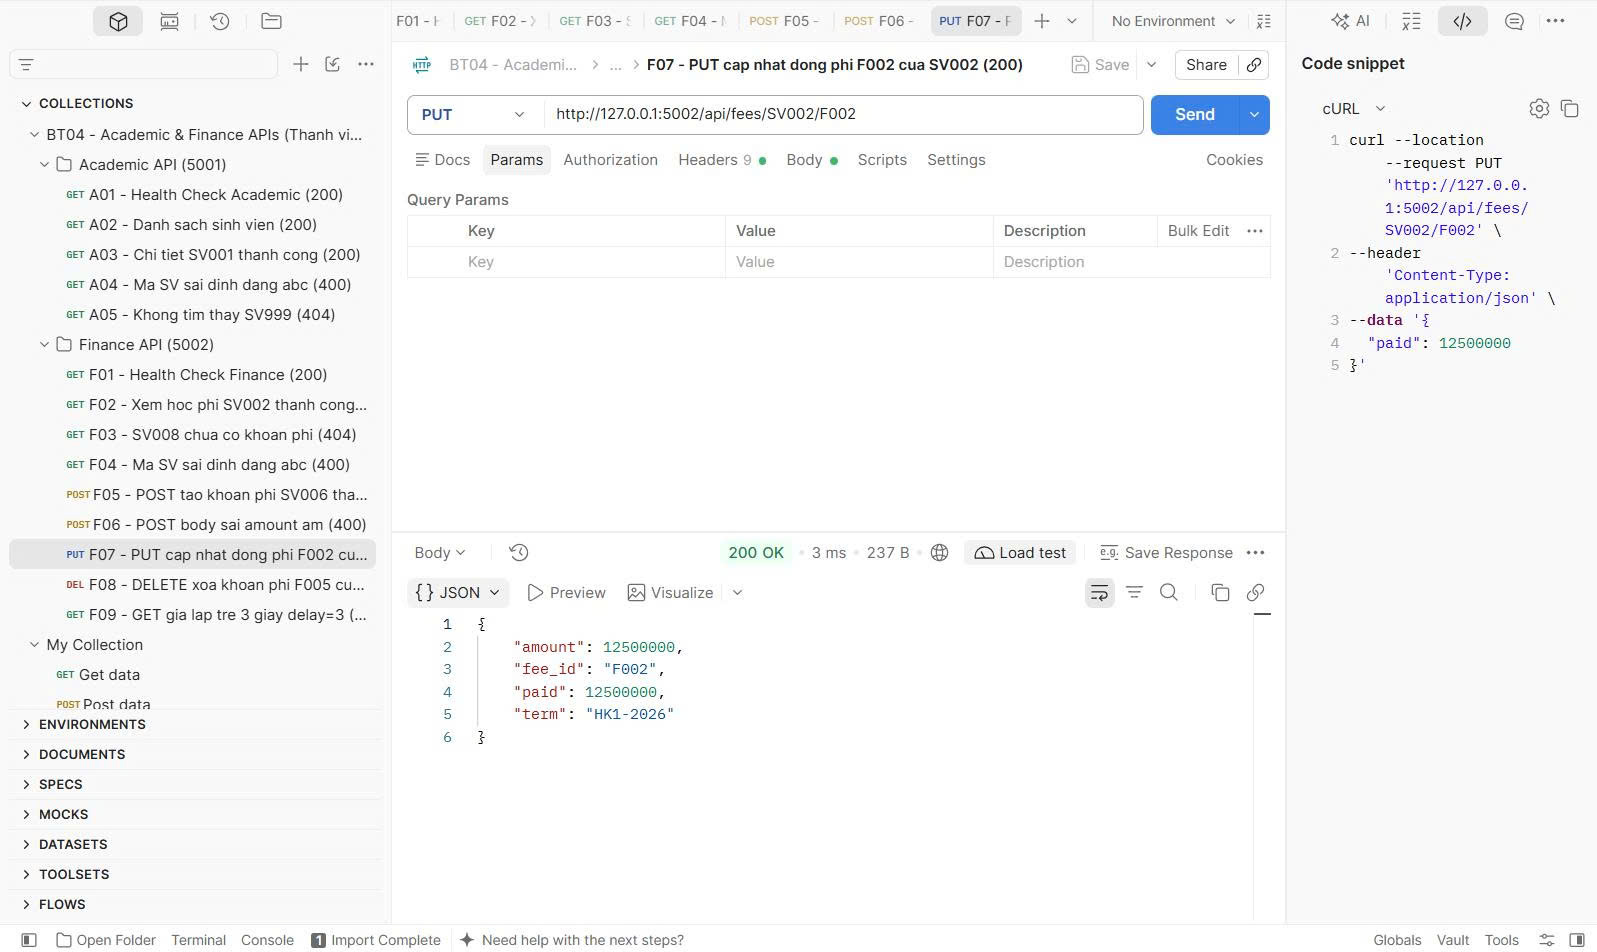 F01 -
GET F02 -
GET F03 -
GET F04 -
POST F05 -
POST F06 -
PUT F07 -
No Environment
AI
BT04 - Academi... > ... > F07 - PUT cap nhat dong phi F002 cua SV002 (200)
Save
Share
Code snippet
COLLECTIONS
BT04 - Academic & Finance APIs (Thanh vi...
Academic API (5001)
GET A01 - Health Check Academic (200)
GET A02 - Danh sach sinh vien (200)
GET A03 - Chi tiet SV001 thanh cong (200)
GET A04 - Ma SV sai dinh dang abc (400)
GET A05 - Khong tim thay SV999 (404)
Finance API (5002)
GET F01 - Health Check Finance (200)
GET F02 - Xem hoc phi SV002 thanh cong...
GET F03 - SV008 chua co khoan phi (404)
GET F04 - Ma SV sai dinh dang abc (400)
POST F05 - POST tao khoan phi SV006 tha...
POST F06 - POST body sai amount am (400)
PUT F07 - PUT cap nhat dong phi F002 cu...
DEL F08 - DELETE xoa khoan phi F005 cu...
GET F09 - GET gia lap tre 3 giay delay=3 (...
My Collection
GET Get data
POST Post data
ENVIRONMENTS
DOCUMENTS
SPECS
MOCKS
DATASETS
TOOLSETS
FLOWS
HTTP
PUT
http://127.0.0.1:5002/api/fees/SV002/F002
Send
Docs
Params
Authorization
Headers 9
Body
Scripts
Settings
Cookies
Query Params
Key Value Description Bulk Edit
Key Value Description
Body
200 OK
3 ms
237 B
Load test
e.g. Save Response
{} JSON
Preview
Visualize
1 {
2 "amount": 12500000,
3 "fee_id": "F002",
4 "paid": 12500000,
5 "term": "HK1-2026"
6 }
cURL
1 curl --location
--request PUT
'http://127.0.0.
1:5002/api/fees/
SV002/F002' \
2 --header
'Content-Type:
application/json' \
3 --data '{
4 "paid": 12500000
5 }'
Open Folder
Terminal
Console
1 Import Complete
Need help with the next steps?
Globals
Vault
Tools